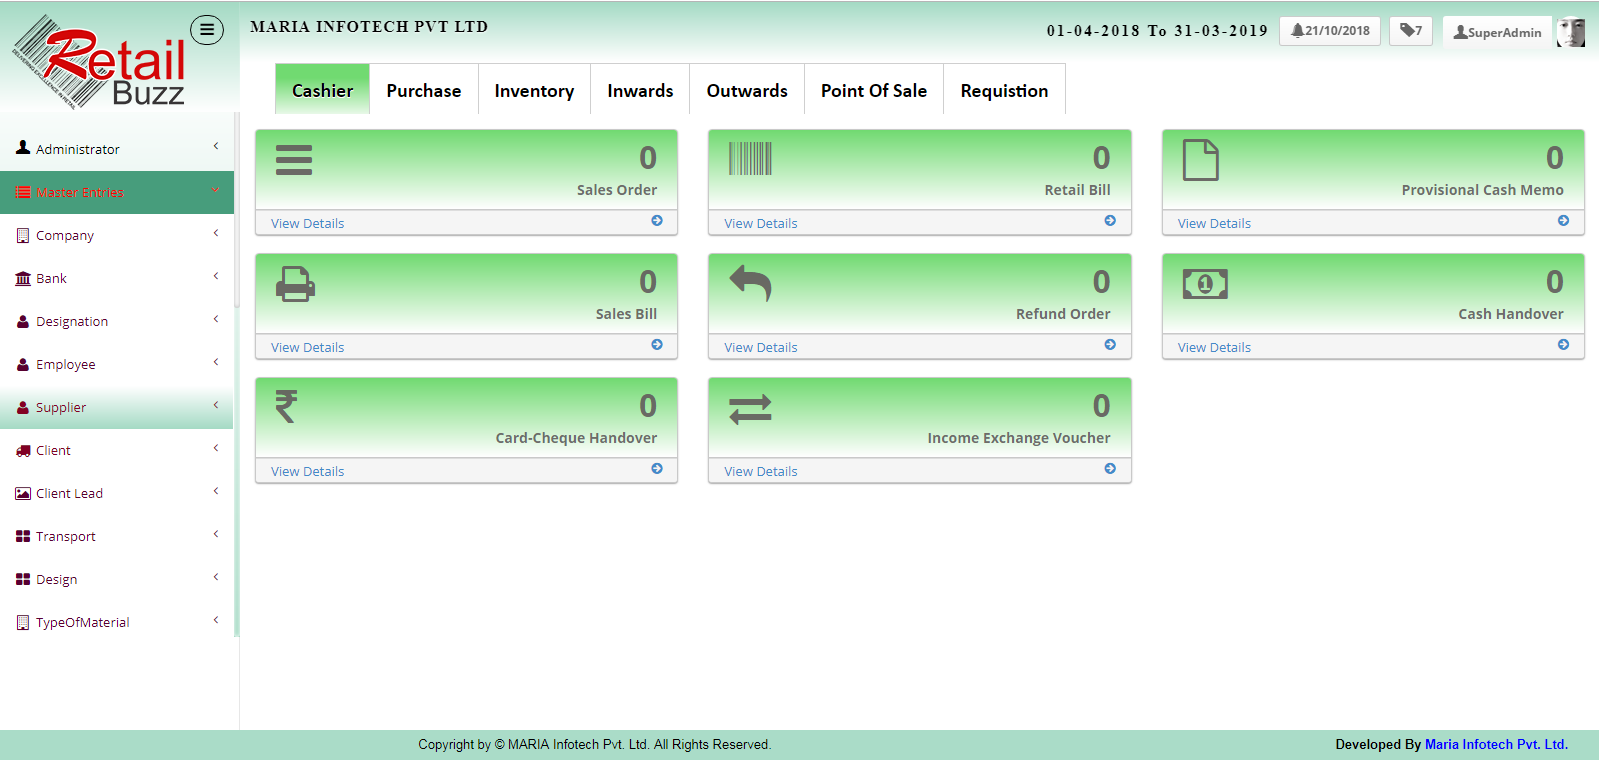 Retail
Buzz
DELIVERING EXCELLENCE IN RETAIL
MARIA INFOTECH PVT LTD
01-04-2018 To 31-03-2019
21/10/2018
7
SuperAdmin
Cashier
Purchase
Inventory
Inwards
Outwards
Point Of Sale
Requistion
Administrator
Master Entries
Company
Bank
Designation
Employee
Supplier
Client
Client Lead
Transport
Design
TypeOfMaterial
0
Sales Order
View Details
0
Retail Bill
View Details
0
Provisional Cash Memo
View Details
0
Sales Bill
View Details
0
Refund Order
View Details
1
0
Cash Handover
View Details
₹
0
Card-Cheque Handover
View Details
0
Income Exchange Voucher
View Details
Copyright by © MARIA Infotech Pvt. Ltd. All Rights Reserved.
Developed By Maria Infotech Pvt. Ltd.